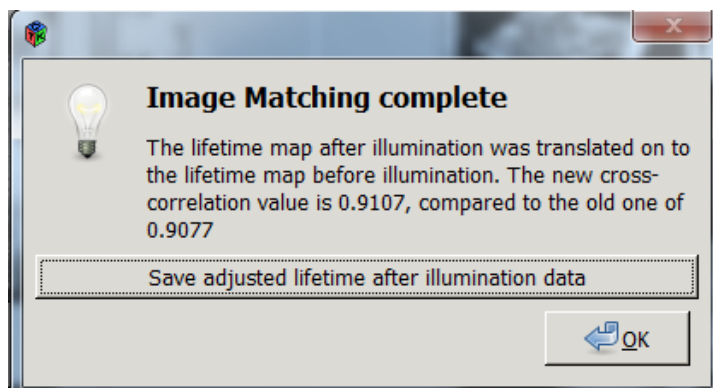 Image Matching complete
The lifetime map after illumination was translated on to
the lifetime map before illumination. The new cross-
correlation value is 0.9107, compared to the old one of
0.9077
Save adjusted lifetime after illumination data
OK